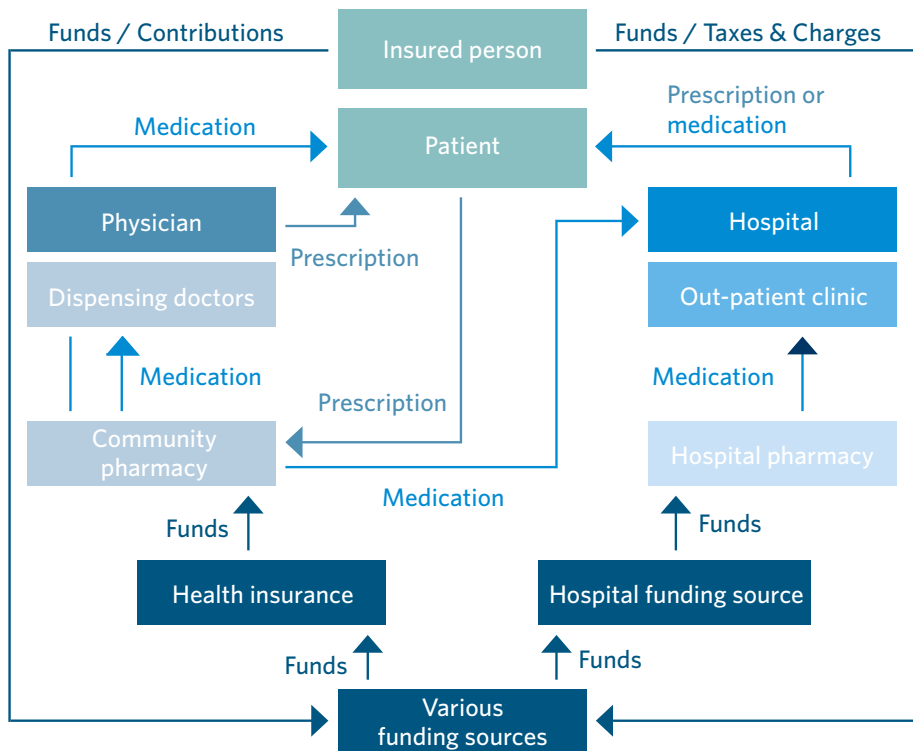 Funds / Contributions
Insured person
Funds / Taxes & Charges
Prescription or
medication
Medication
Patient
Physician
Hospital
Prescription
Dispensing doctors
Out-patient clinic
Medication
Medication
Prescription
Community
pharmacy
Hospital pharmacy
Medication
Funds
Funds
Health insurance
Hospital funding source
Funds
Funds
Various
funding sources